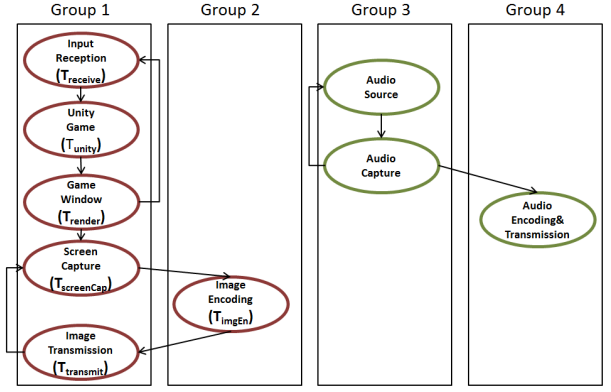 Group 1
Group 2
Group 3
Group 4
Input
Reception
(Treceive)
Unity
Game
(Tunity)
Game
Window
(Trender)
Screen
Capture
(TscreenCap)
Image
Transmission
(Ttransmit)
Image
Encoding
(TimgEn)
Audio
Source
Audio
Capture
Audio
Encoding&
Transmission